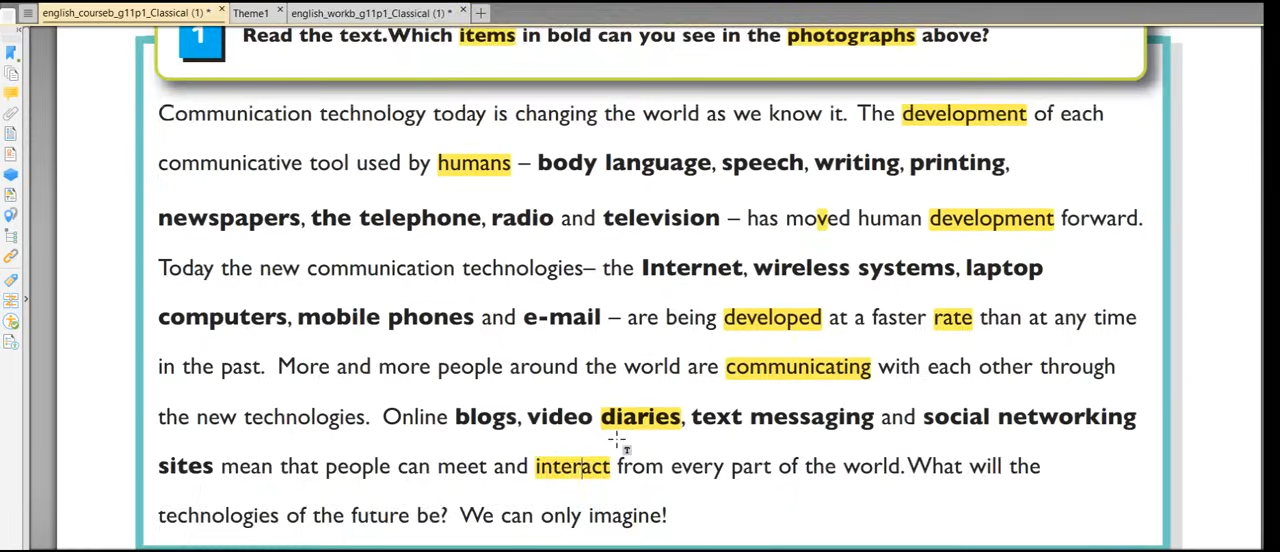 english_courseb_g11p1_Classical (1) * Theme1 english_workb_g11p1_Classical (1) *
1 Read the text.Which items in bold can you see in the photographs above?
Communication technology today is changing the world as we know it. The development of each
communicative tool used by humans – body language, speech, writing, printing,
newspapers, the telephone, radio and television – has moved human development forward.
Today the new communication technologies– the Internet, wireless systems, laptop
computers, mobile phones and e-mail – are being developed at a faster rate than at any time
in the past. More and more people around the world are communicating with each other through
the new technologies. Online blogs, video diaries, text messaging and social networking
sites mean that people can meet and interact from every part of the world.What will the
technologies of the future be? We can only imagine!